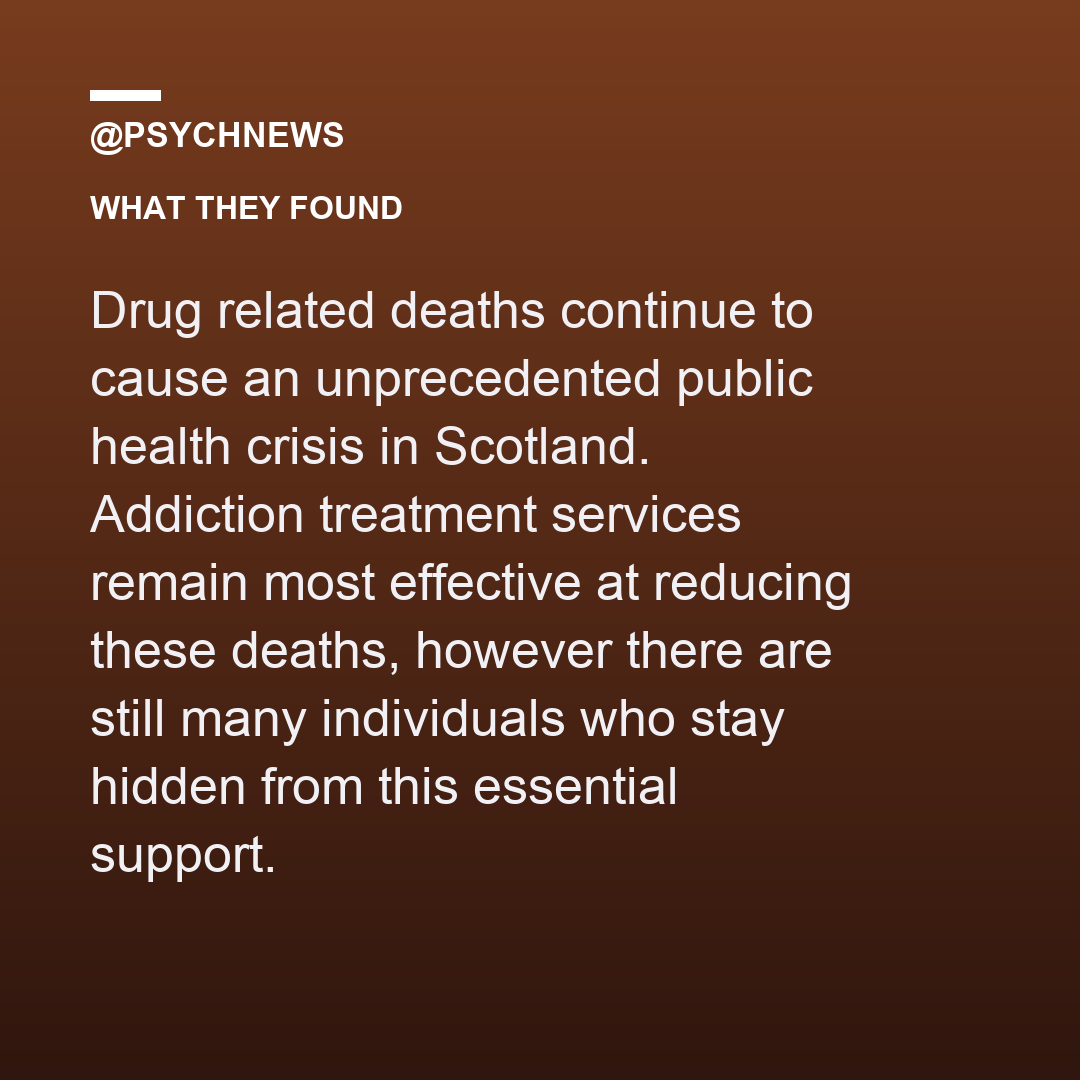 @PSYCHNEWS
WHAT THEY FOUND
Drug related deaths continue to
cause an unprecedented public
health crisis in Scotland.
Addiction treatment services
remain most effective at reducing
these deaths, however there are
still many individuals who stay
hidden from this essential
support.